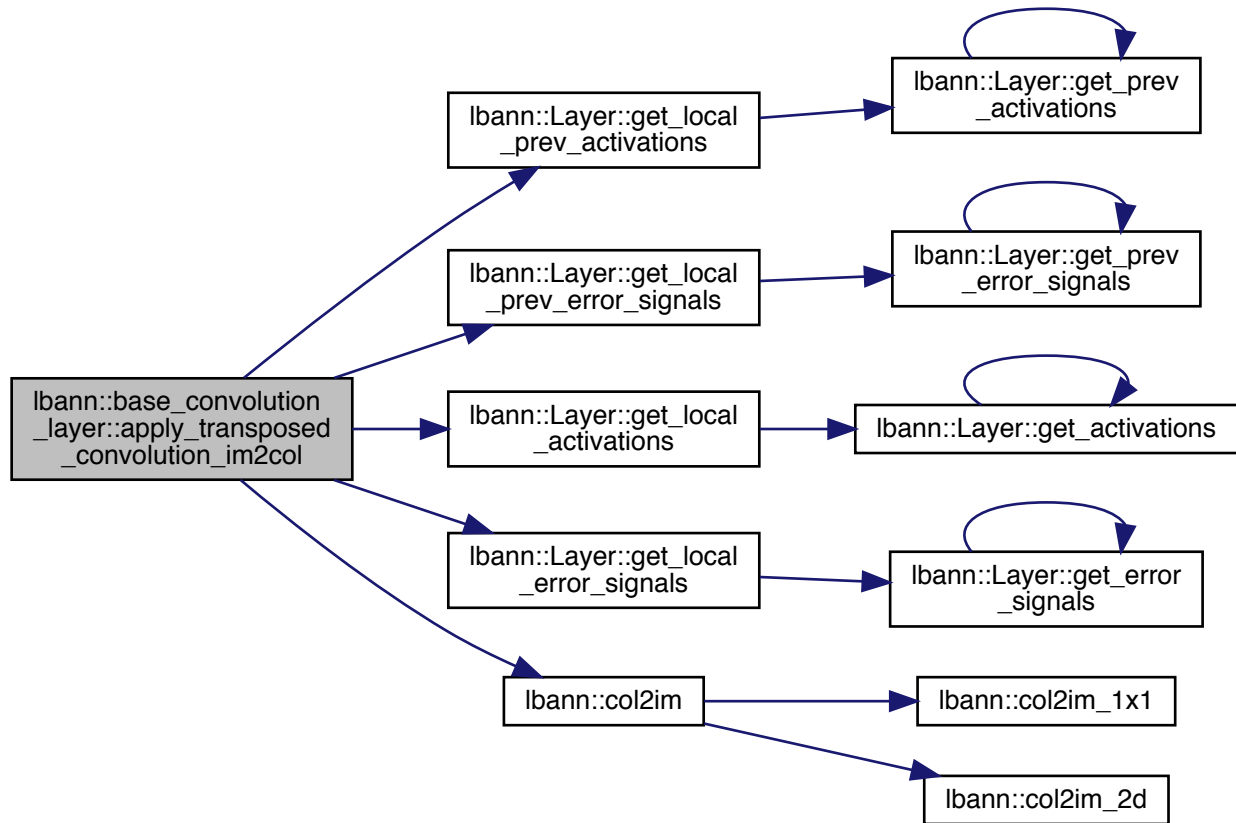 lbann::base_convolution
_layer::apply_transposed
_convolution_im2col
lbann::Layer::get_local
_prev_activations
lbann::Layer::get_prev
_activations
lbann::Layer::get_local
_prev_error_signals
lbann::Layer::get_prev
_error_signals
lbann::Layer::get_local
_activations
lbann::Layer::get_activations
lbann::Layer::get_local
_error_signals
lbann::Layer::get_error
_signals
lbann::col2im
lbann::col2im_1x1
lbann::col2im_2d